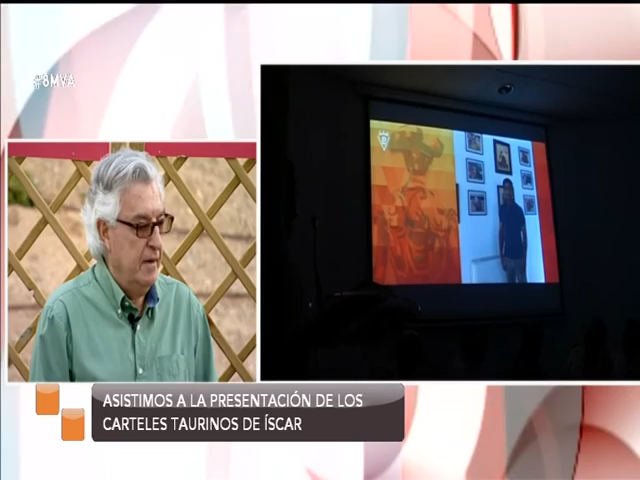 #8MVA
ASISTIMOS A LA PRESENTACIÓN DE LOS
CARTELES TAURINOS DE ÍSCAR